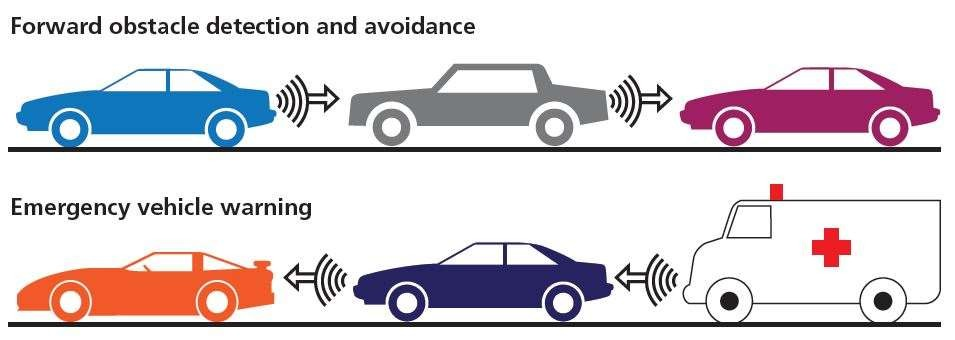 Forward obstacle detection and avoidance
Emergency vehicle warning